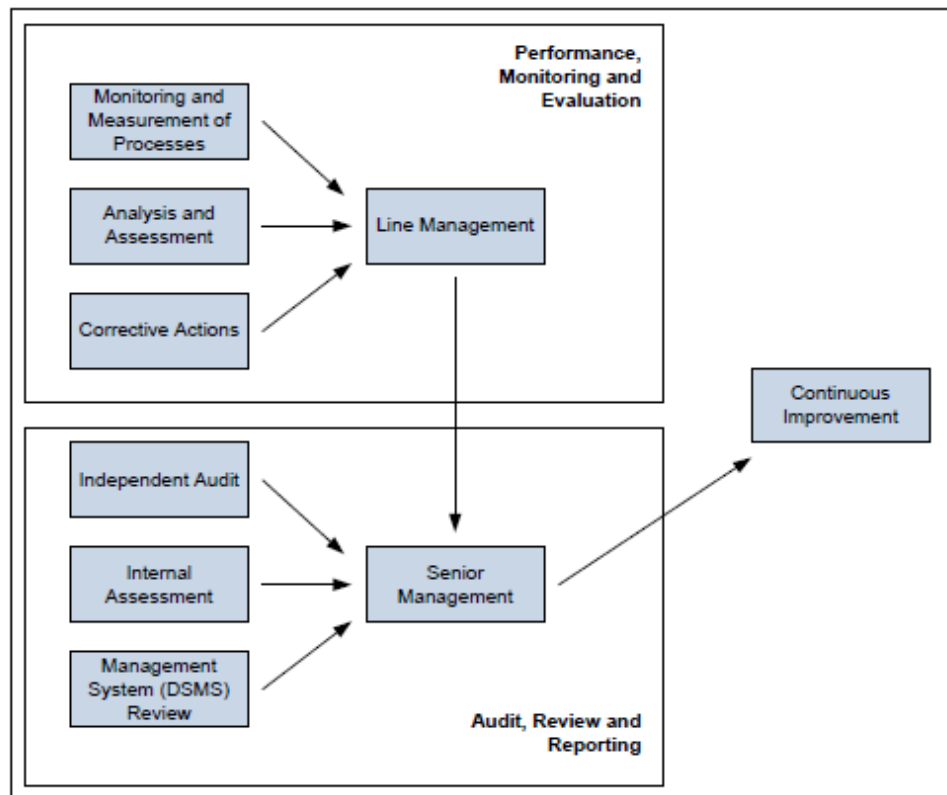 Performance,
Monitoring and
Evaluation
Monitoring and
Measurement of
Processes
Analysis and
Assessment
Line Management
Corrective Actions
Continuous
Improvement
Independent Audit
Internal
Assessment
Senior
Management
Management
System (DSMS)
Review
Audit, Review and
Reporting